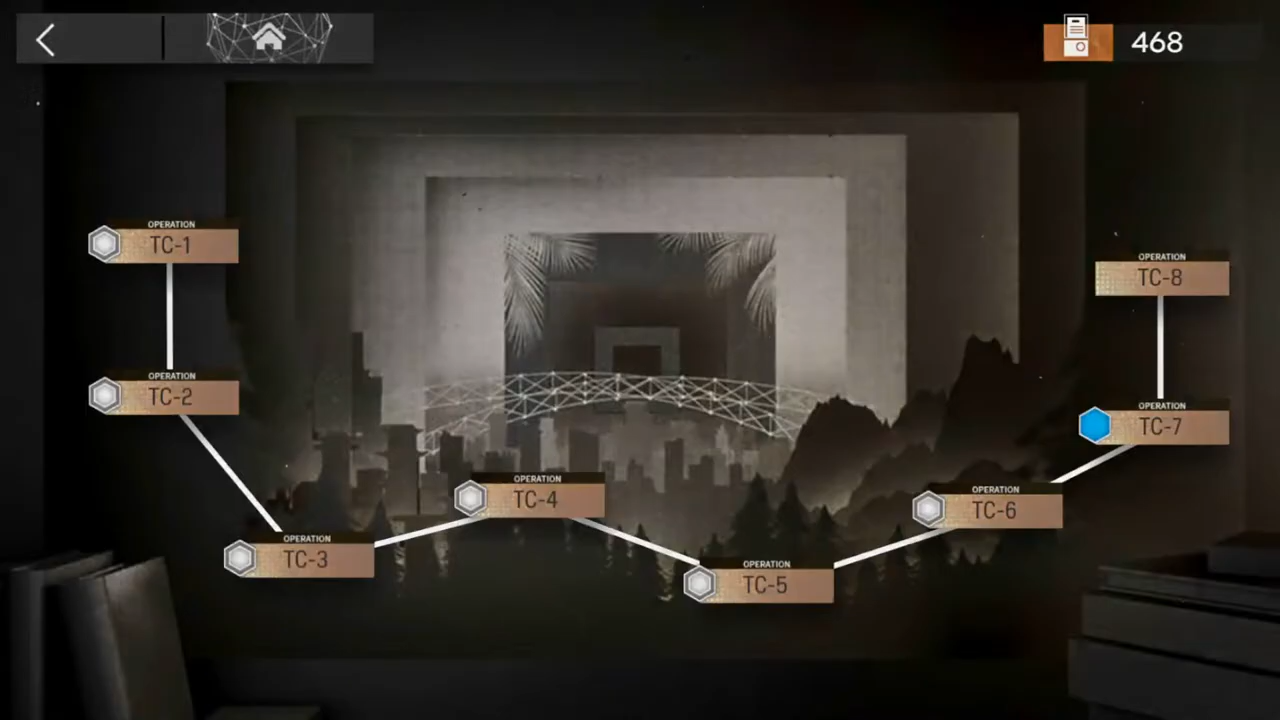 468
OPERATION
TC-1
OPERATION
TC-8
OPERATION
TC-2
OPERATION
TC-7
OPERATION
TC-4
OPERATION
TC-6
OPERATION
TC-3
OPERATION
TC-5